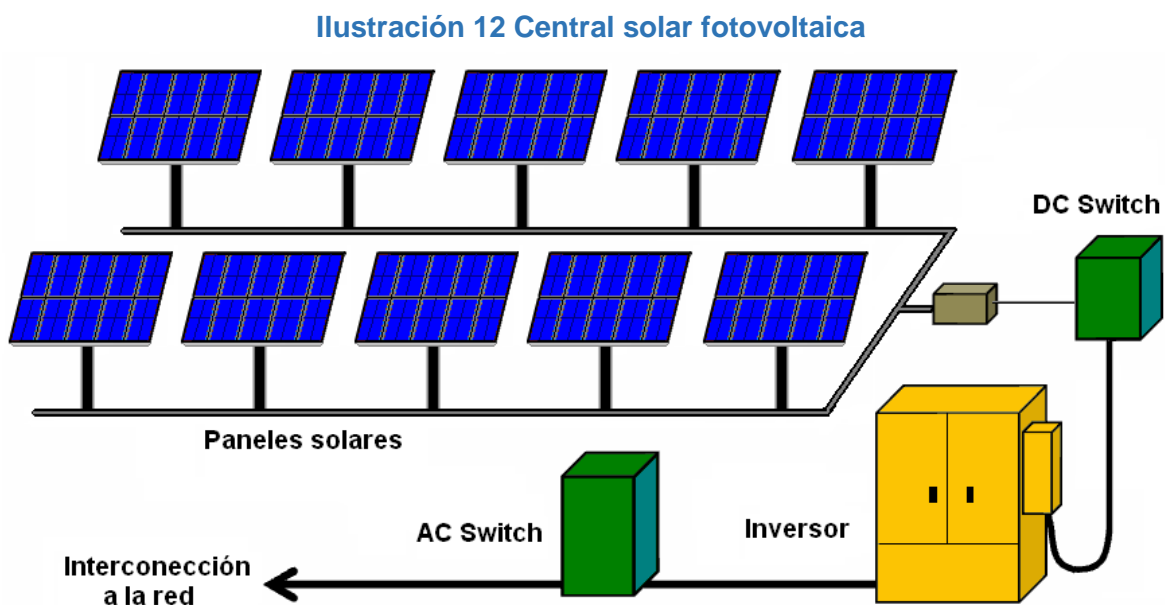 Ilustración 12 Central solar fotovoltaica
DC Switch
Paneles solares
AC Switch
Inversor
Interconección
a la red